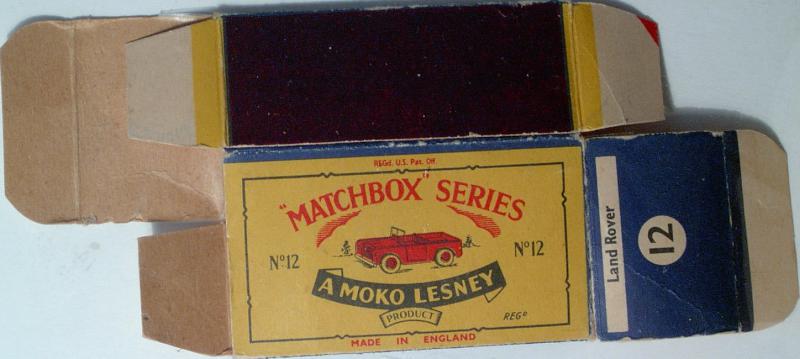 REGd. U.S. Pat. Off.
"MATCHBOX" SERIES
Nº12
Nº12
A MOKO LESNEY
PRODUCT
REGD
MADE IN ENGLAND
Land Rover
12